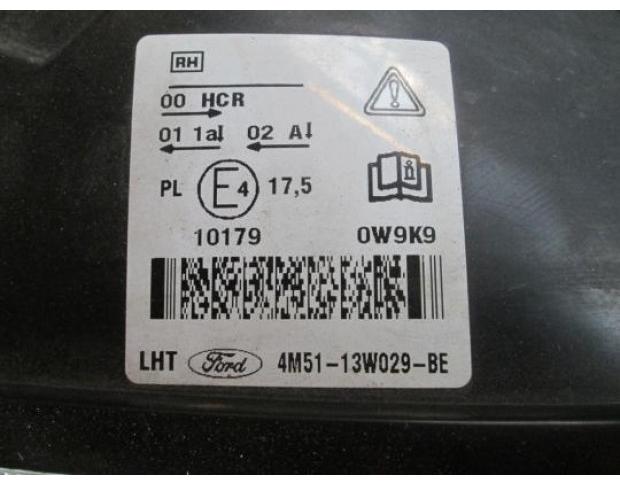 RH
00 HCR
01 1a↓ 02 A↓
PL E4 17,5
10179 0W9K9
LHT Ford 4M51-13W029-BE